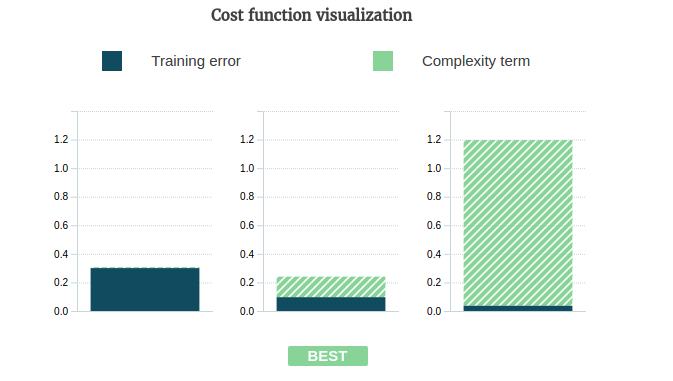 Cost function visualization
Training error
Complexity term
1.2 1.2 1.2
1.0 1.0 1.0
0.8 0.8 0.8
0.6 0.6 0.6
0.4 0.4 0.4
0.2 0.2 0.2
0.0 0.0 0.0
BEST